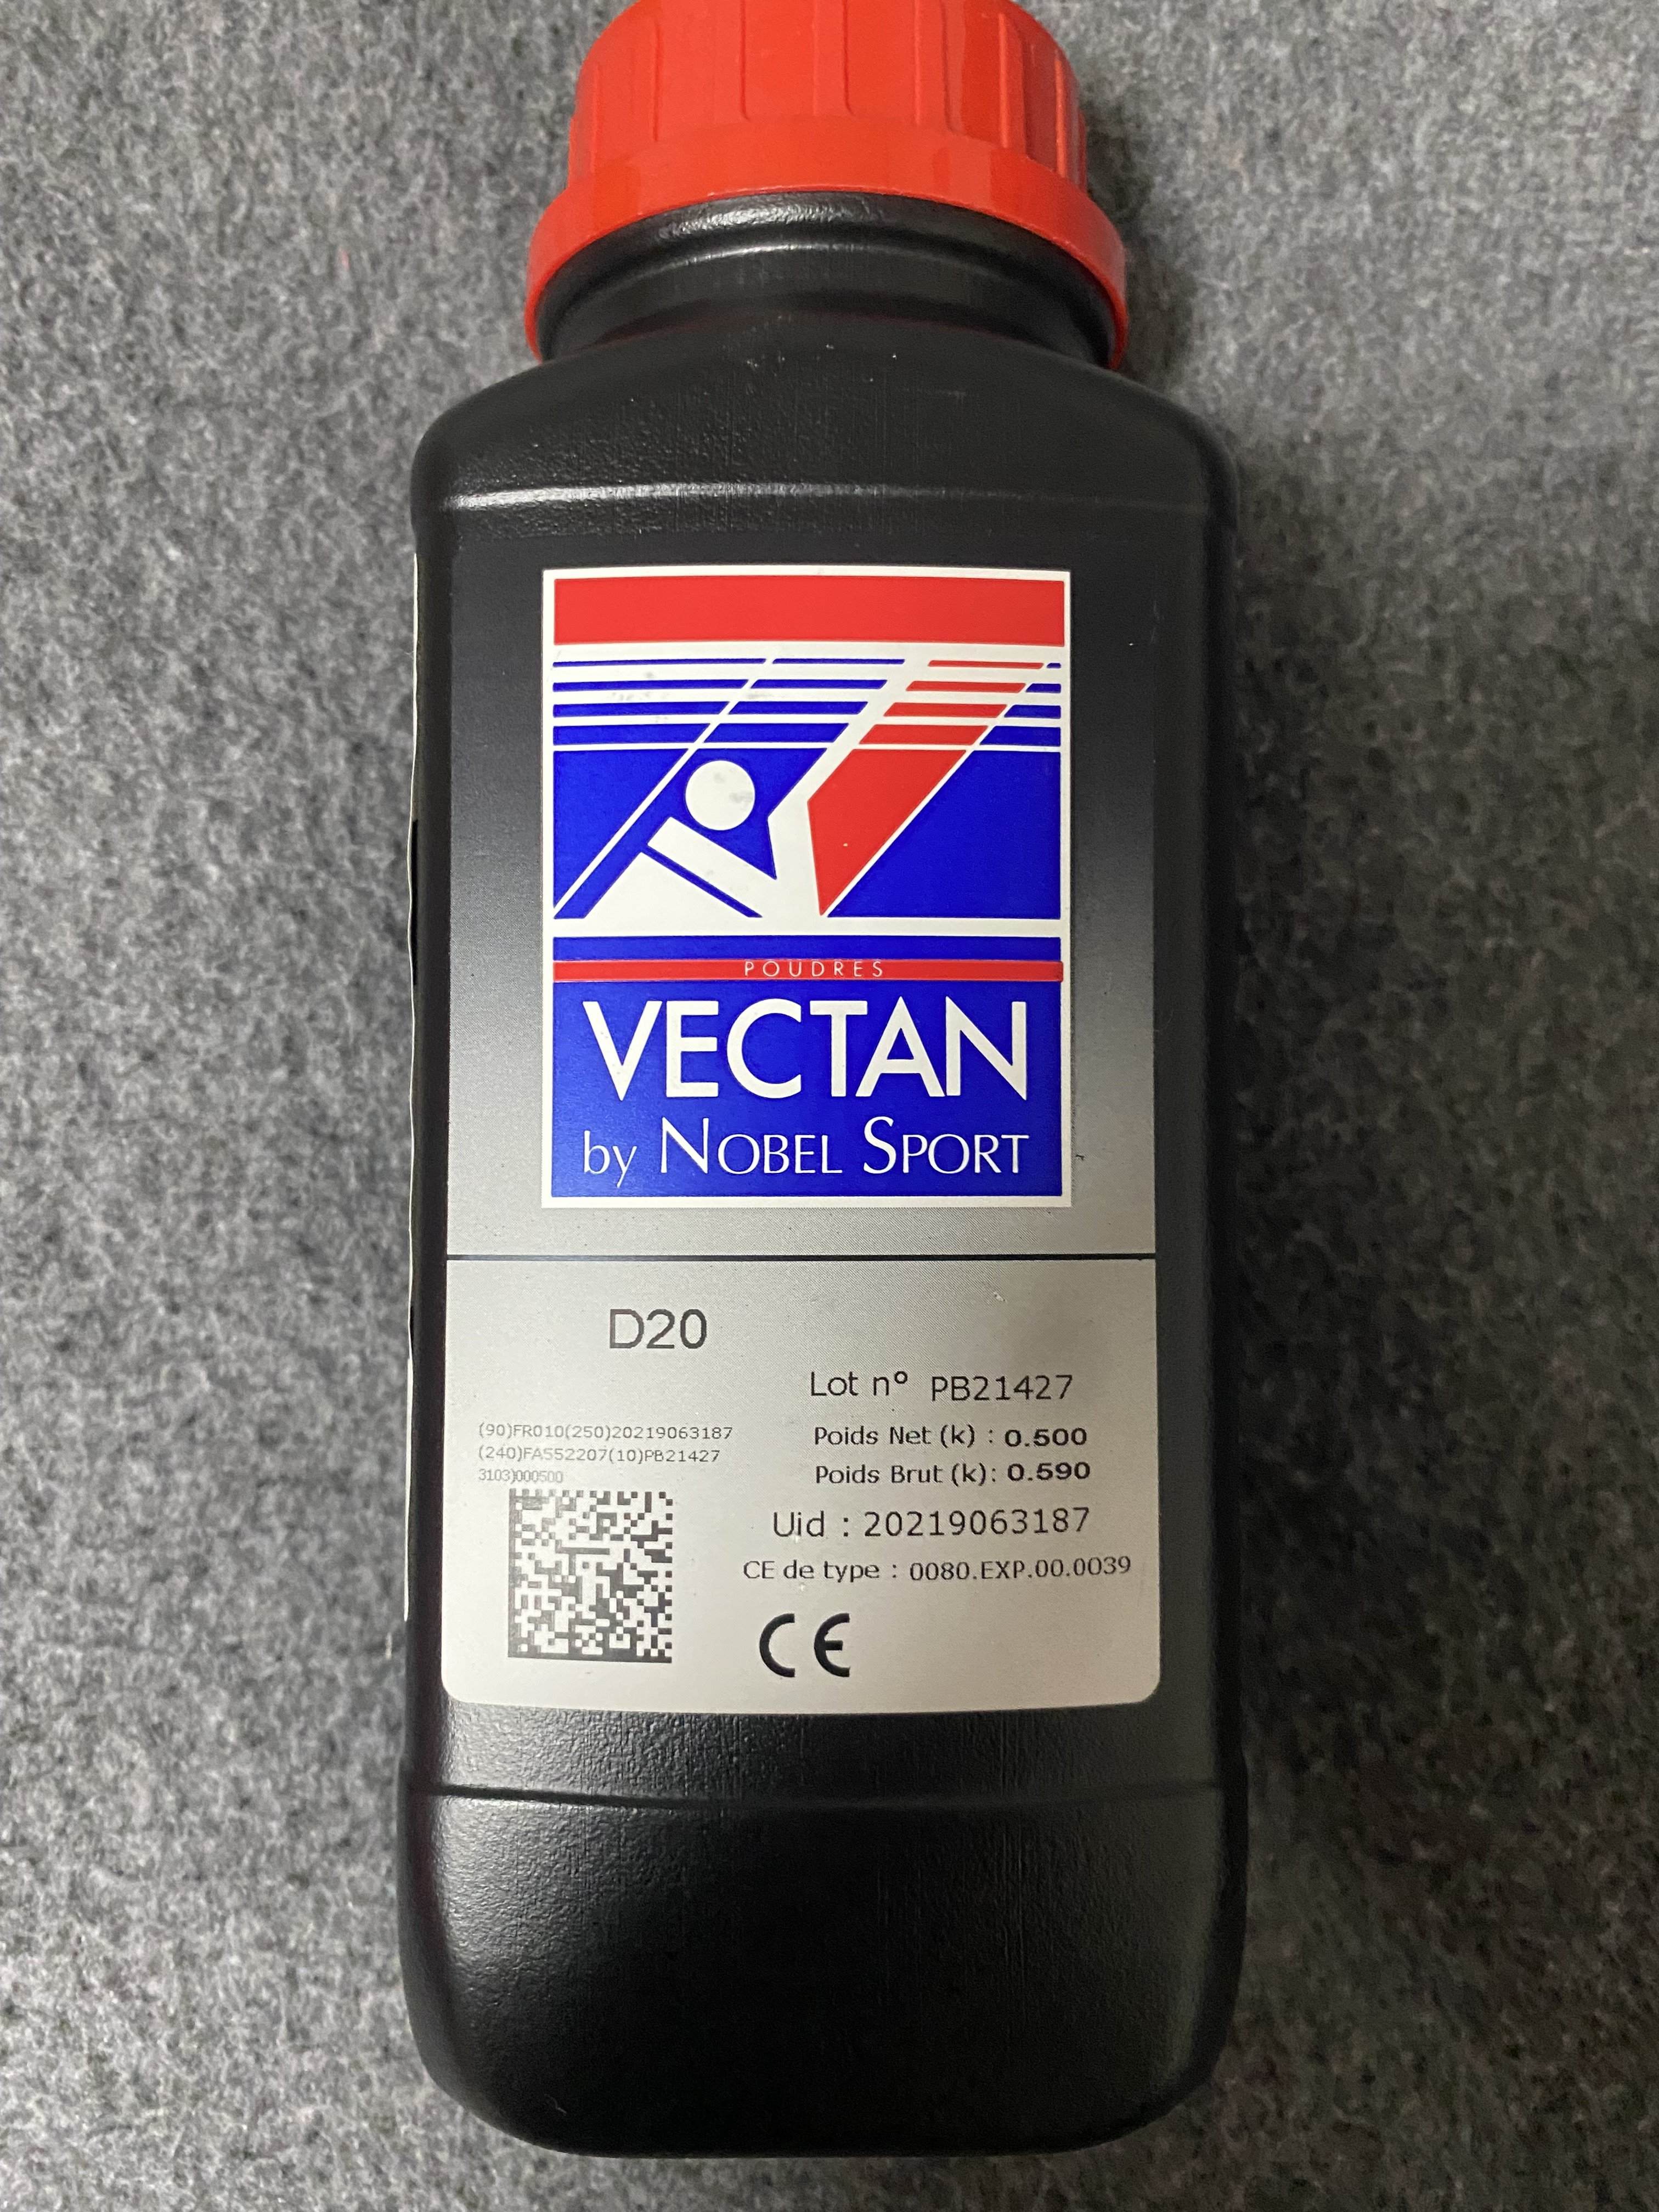 POUDRES
VECTAN
by NOBEL SPORT
D20
Lot n° PB21427
(90)FR010(250)20219063187
(240)FA552207(10)PB21427
3103)000500
Poids Net (k) : 0.500
Poids Brut (k): 0.590
Uid : 20219063187
CE de type : 0080.EXP.00.0039
CE